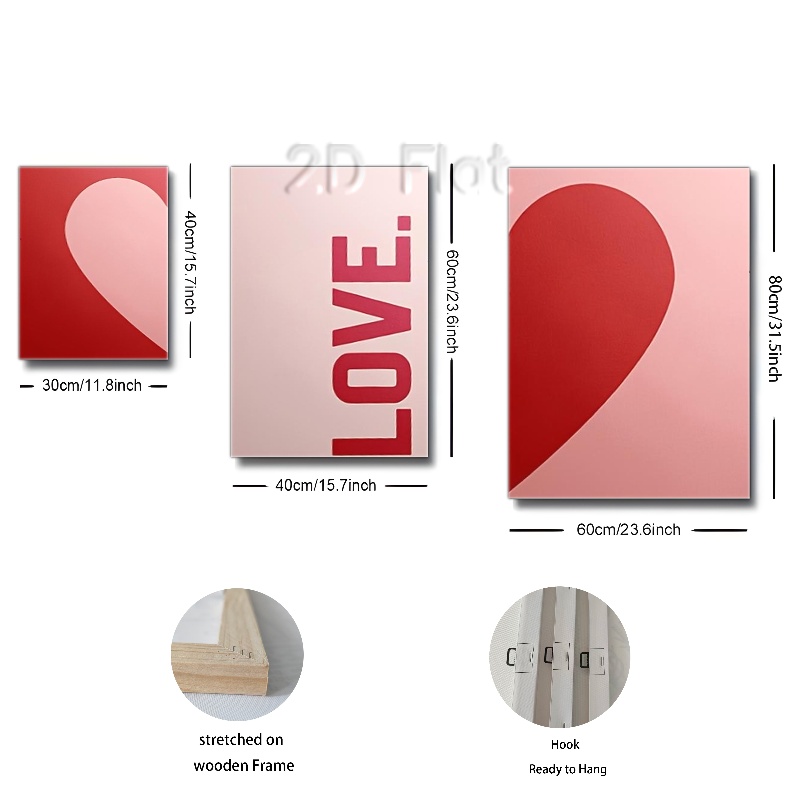 2D Flat
LOVE.
40cm/15.7inch
30cm/11.8inch
60cm/23.6inch
40cm/15.7inch
80cm/31.5inch
60cm/23.6inch
stretched on
wooden Frame
Hook
Ready to Hang